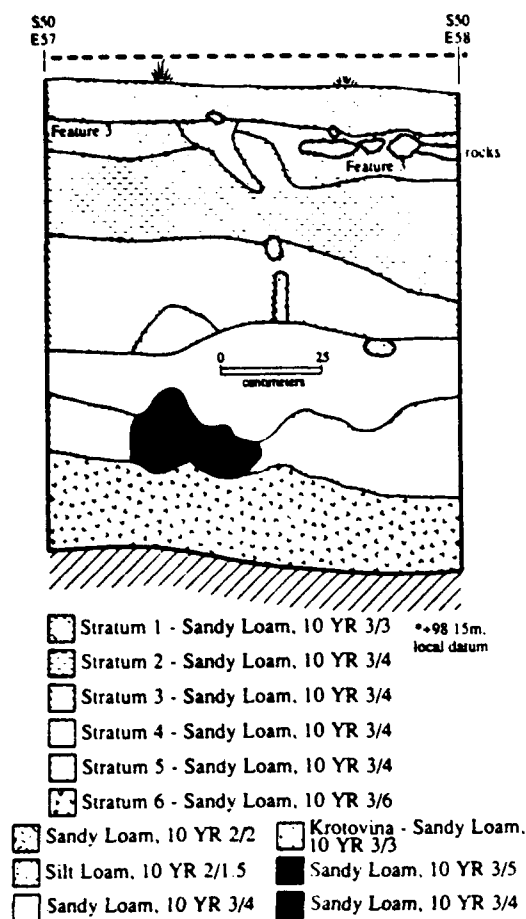 S50
E57
S50
E58
Feature 3
Feature 3
rocks
0 25
centimeters
Stratum 1 - Sandy Loam, 10 YR 3/3
*+98 15m.
local datum
Stratum 2 - Sandy Loam, 10 YR 3/4
Stratum 3 - Sandy Loam, 10 YR 3/4
Stratum 4 - Sandy Loam, 10 YR 3/4
Stratum 5 - Sandy Loam, 10 YR 3/4
Stratum 6 - Sandy Loam, 10 YR 3/6
Sandy Loam, 10 YR 2/2
Silt Loam, 10 YR 2/1.5
Sandy Loam, 10 YR 3/4
Krotovina - Sandy Loam,
10 YR 3/3
Sandy Loam, 10 YR 3/5
Sandy Loam, 10 YR 3/4